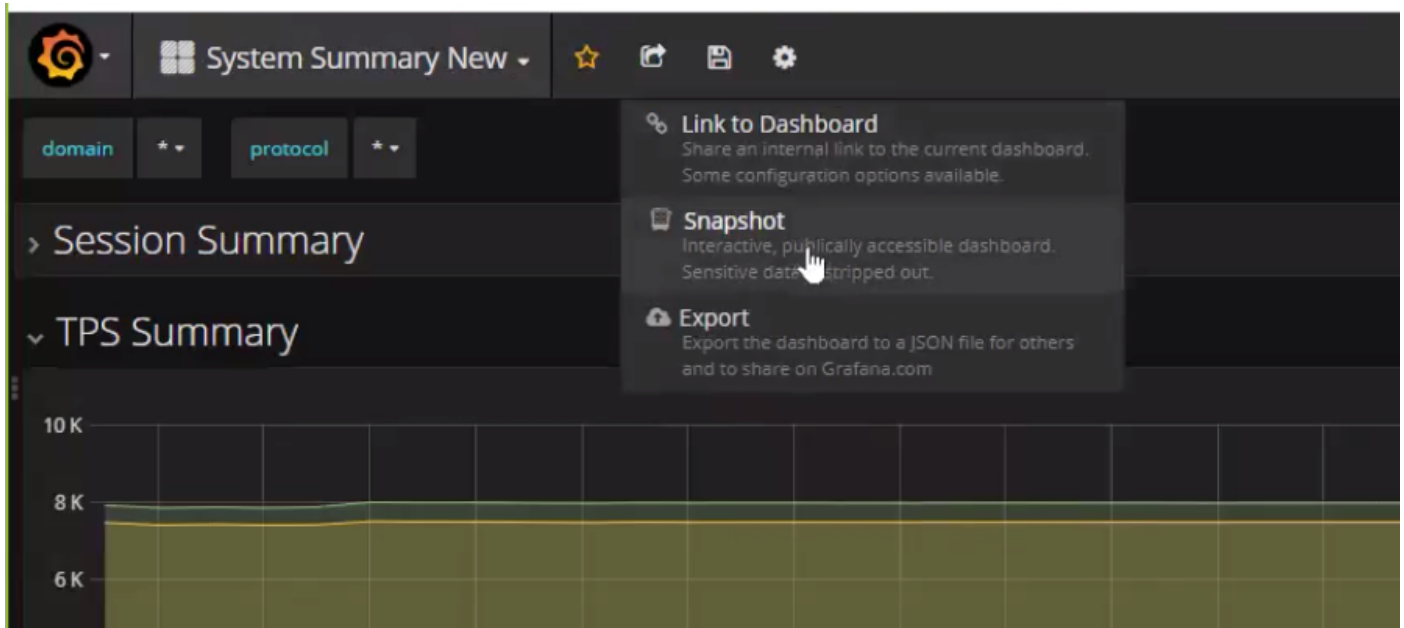 System Summary New
domain * protocol *
Link to Dashboard
Share an internal link to the current dashboard.
Some configuration options available.
Snapshot
Interactive, publically accessible dashboard.
Sensitive data stripped out.
Export
Export the dashboard to a JSON file for others
and to share on Grafana.com
Session Summary
TPS Summary
10 K
8 K
6 K